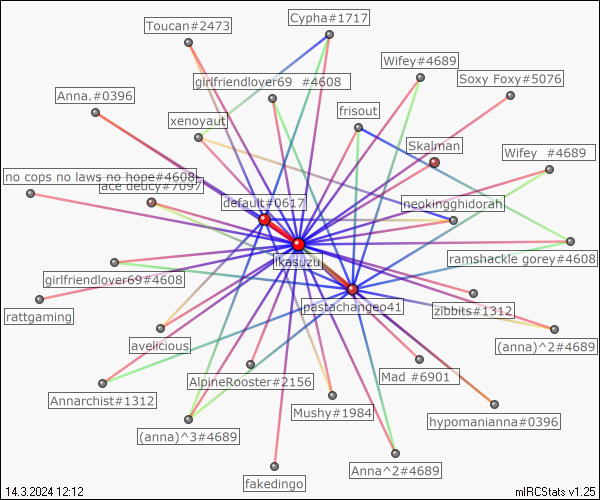 Cypha#1717
Toucan#2473
Wifey#4689
Soxy Foxy#5076
girlfriendlover69 #4608
Anna.#0396
frisout
xenoyaut
Skalman
Wifey #4689
no cops no laws no hope#4608
ace deucy#7097
default#0617
neokingghidorah
ikasuzu
ramshackle gorey#4608
girlfriendlover69#4608
pastachangeo41
zibbits#1312
rattgaming
avelicious
(anna)^2#4689
AlpineRooster#2156
Mad #6901
Annarchist#1312
Mushy#1984
hypomanianna#0396
(anna)^3#4689
Anna^2#4689
fakedingo
14.3.2024 12:12
mIRCStats v1.25